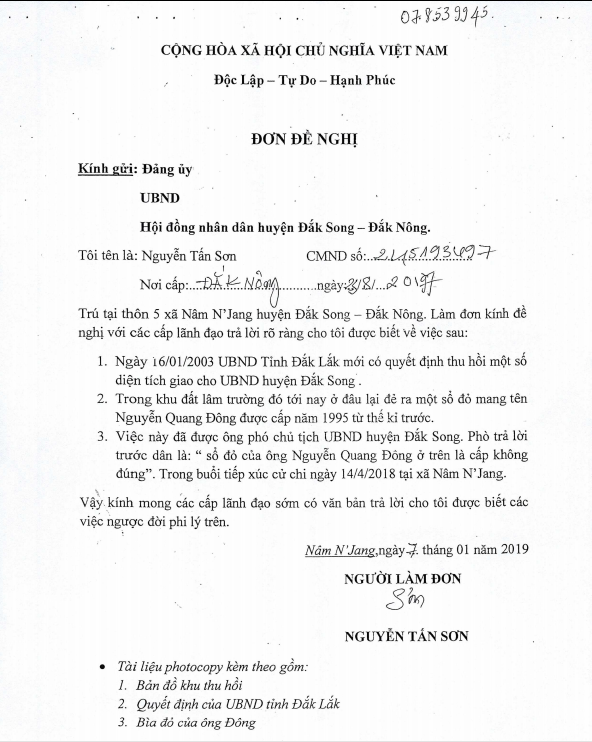 078539945
CỘNG HÒA XÃ HỘI CHỦ NGHĨA VIỆT NAM
Độc Lập – Tự Do – Hạnh Phúc
ĐƠN ĐỀ NGHỊ
Kính gửi: Đảng ủy
UBND
Hội đồng nhân dân huyện Đắk Song – Đắk Nông.
Tôi tên là: Nguyễn Tấn Sơn CMND số:
Nơi cấp: ĐẮK Nông ngày:
Trú tại thôn 5 xã Nâm N’Jang huyện Đắk Song – Đắk Nông. Làm đơn kính đề
nghị với các cấp lãnh đạo trả lời rõ ràng cho tôi được biết về việc sau:
1. Ngày 16/01/2003 UBND Tỉnh Đắk Lắk mới có quyết định thu hồi một số
diện tích giao cho UBND huyện Đắk Song .
2. Trong khu đất lâm trường đó tới nay ở đâu lại đẻ ra một sổ đỏ mang tên
Nguyễn Quang Đông được cấp năm 1995 từ thế kỉ trước.
3. Việc này đã được ông phó chủ tịch UBND huyện Đắk Song. Phò trả lời
trước dân là: “ sổ đỏ của ông Nguyễn Quang Đông ở trên là cấp không
đúng”. Trong buổi tiếp xúc cử chi ngày 14/4/2018 tại xã Nâm N’Jang.
Vậy kính mong các cấp lãnh đạo sớm có văn bản trả lời cho tôi được biết các
việc ngược đời phi lý trên.
Nâm N’Jang,ngày 7 tháng 01 năm 2019
NGƯỜI LÀM ĐƠN
Sơn
NGUYỄN TẤN SƠN
• Tài liệu photocopy kèm theo gồm:
1. Bản đồ khu thu hồi
2. Quyết định của UBND tỉnh Đắk Lắk
3. Bìa đỏ của ông Đông